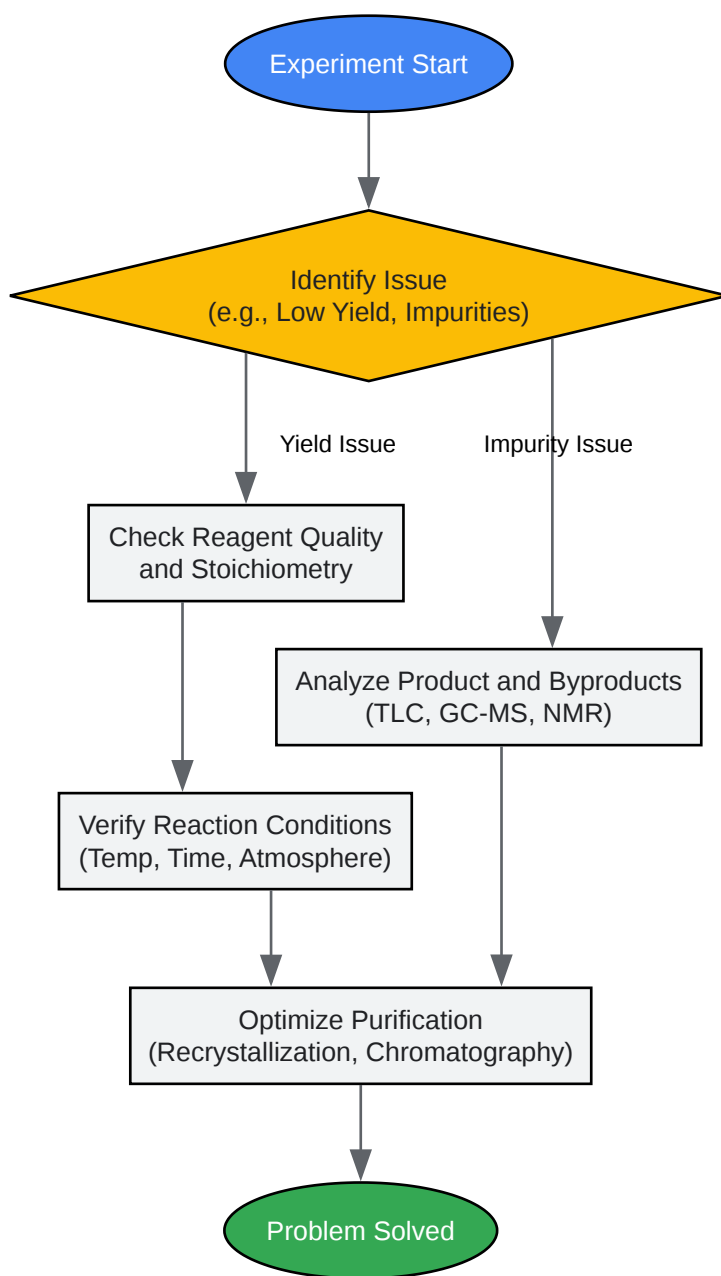 Experiment Start
Identify Issue
(e.g., Low Yield, Impurities)
Yield Issue
Impurity Issue
Check Reagent Quality
and Stoichiometry
Analyze Product and Byproducts
(TLC, GC-MS, NMR)
Verify Reaction Conditions
(Temp, Time, Atmosphere)
Optimize Purification
(Recrystallization, Chromatography)
Problem Solved